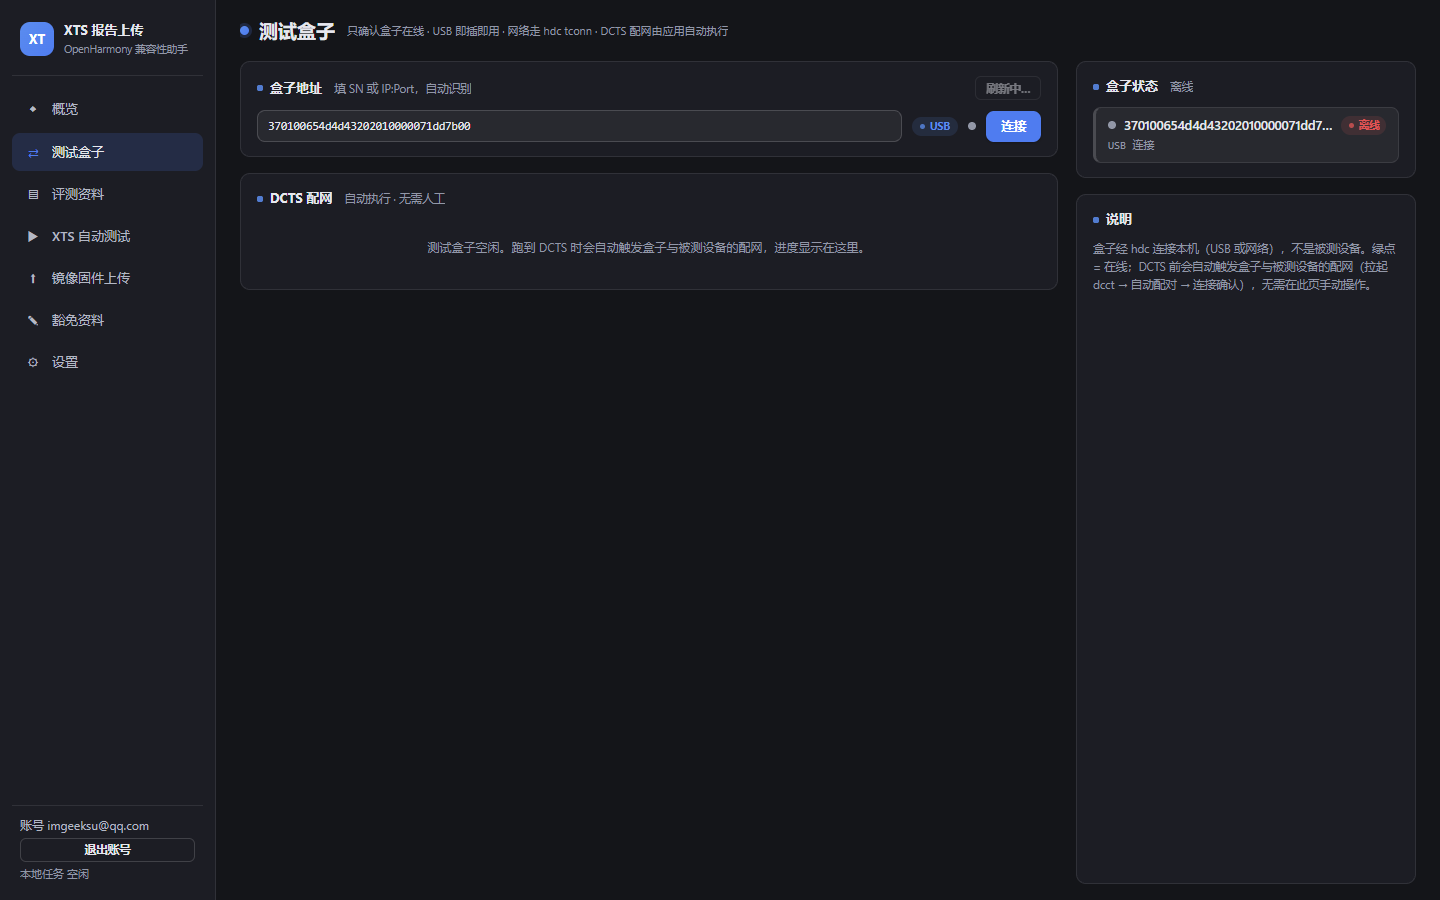 XT
XTS 报告上传
OpenHarmony 兼容性助手
概览
测试盒子
评测资料
XTS 自动测试
镜像固件上传
豁免资料
设置
账号 imgeeksu@qq.com
退出账号
本地任务 空闲
测试盒子 只确认盒子在线 · USB 即插即用 · 网络走 hdc tconn · DCTS 配网由应用自动执行
盒子地址 填 SN 或 IP:Port，自动识别 刷新中...
370100654d4d43202010000071dd7b00 USB 连接
DCTS 配网 自动执行 · 无需人工
测试盒子空闲。跑到 DCTS 时会自动触发盒子与被测设备的配网，进度显示在这里。
盒子状态 离线
370100654d4d43202010000071dd7... 离线
USB 连接
说明
盒子经 hdc 连接本机（USB 或网络），不是被测设备。绿点
= 在线；DCTS 前会自动触发盒子与被测设备的配网（拉起
dcct → 自动配对 → 连接确认），无需在此页手动操作。